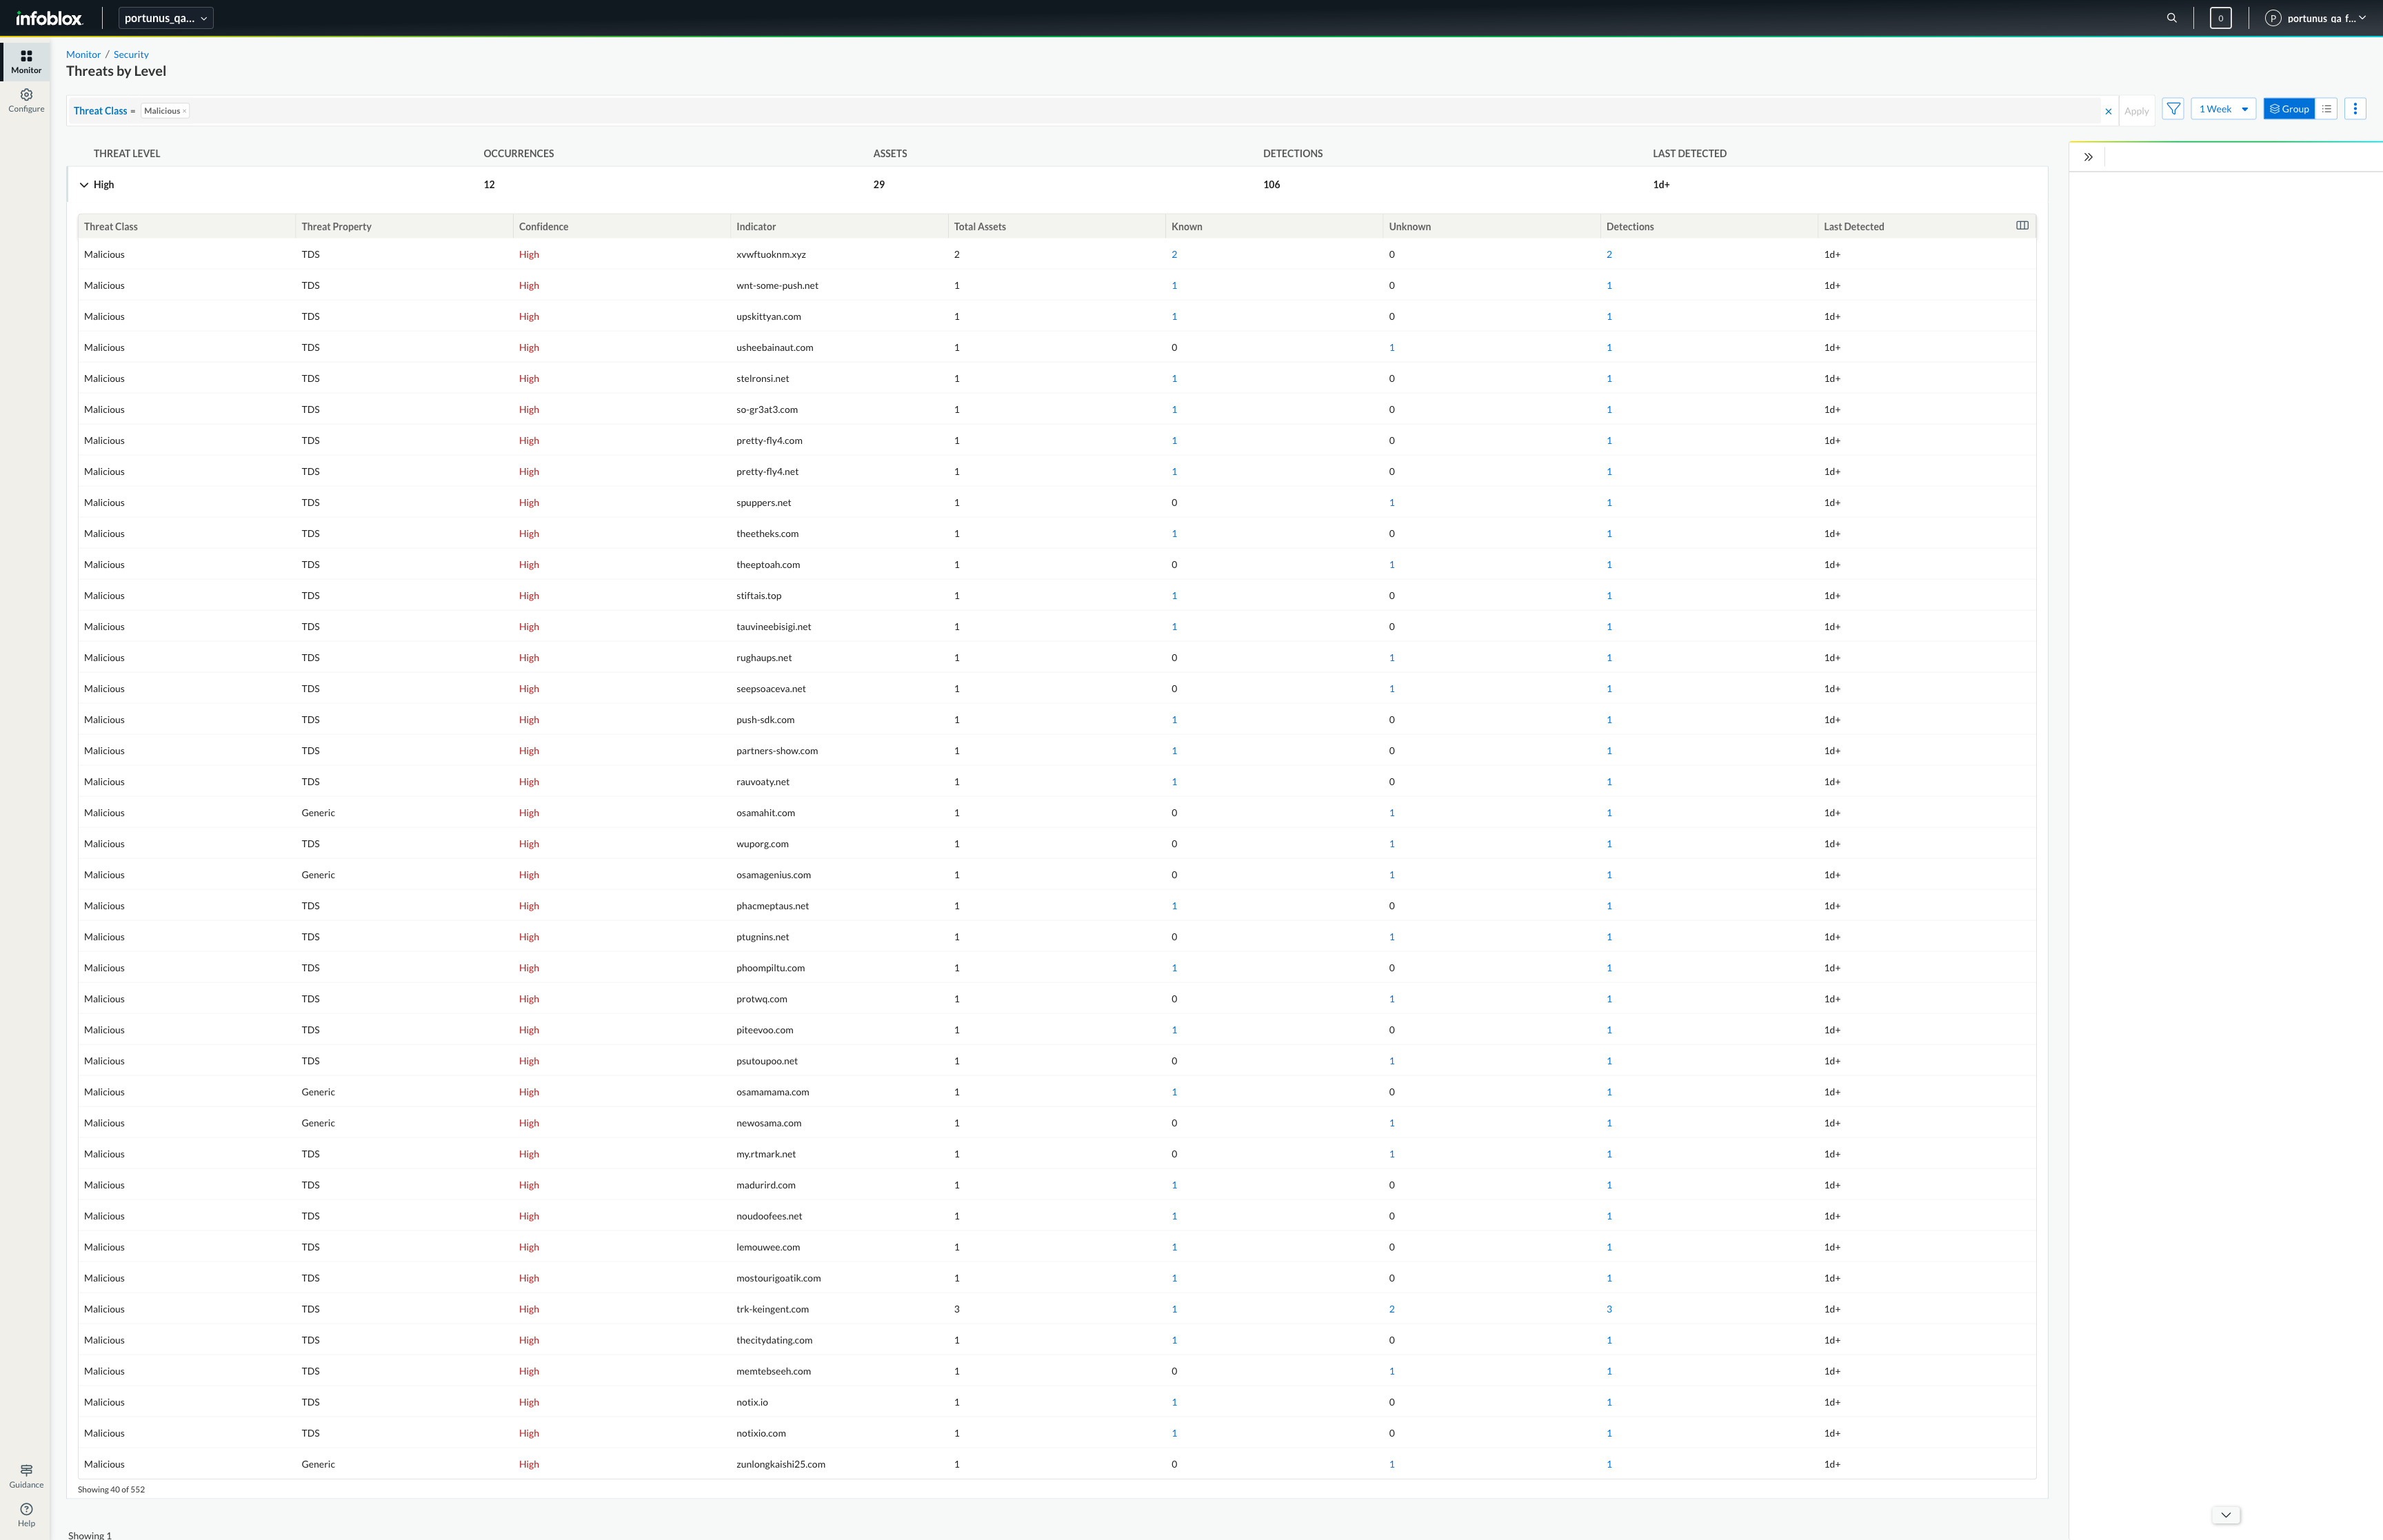 infoblox.
portunus_qa...
0
P portunus_qa_f...
Monitor
Configure
Monitor / Security
Threats by Level
Threat Class = Malicious ×
× Apply 1 Week Group
THREAT LEVEL OCCURRENCES ASSETS DETECTIONS LAST DETECTED
High 12 29 106 1d+
Threat Class Threat Property Confidence Indicator Total Assets Known Unknown Detections Last Detected
Malicious TDS High xvwftuoknm.xyz 2 2 0 2 1d+
Malicious TDS High wnt-some-push.net 1 1 0 1 1d+
Malicious TDS High upskittyan.com 1 1 0 1 1d+
Malicious TDS High usheebainaut.com 1 0 1 1 1d+
Malicious TDS High stelronsi.net 1 1 0 1 1d+
Malicious TDS High so-gr3at3.com 1 1 0 1 1d+
Malicious TDS High pretty-fly4.com 1 1 0 1 1d+
Malicious TDS High pretty-fly4.net 1 1 0 1 1d+
Malicious TDS High spuppers.net 1 0 1 1 1d+
Malicious TDS High theetheks.com 1 1 0 1 1d+
Malicious TDS High theeptoah.com 1 0 1 1 1d+
Malicious TDS High stiftais.top 1 1 0 1 1d+
Malicious TDS High tauvineebisigi.net 1 1 0 1 1d+
Malicious TDS High rughaups.net 1 0 1 1 1d+
Malicious TDS High seepsoaceva.net 1 0 1 1 1d+
Malicious TDS High push-sdk.com 1 1 0 1 1d+
Malicious TDS High partners-show.com 1 1 0 1 1d+
Malicious TDS High rauvoaty.net 1 1 0 1 1d+
Malicious Generic High osamahit.com 1 0 1 1 1d+
Malicious TDS High wuporg.com 1 0 1 1 1d+
Malicious Generic High osamagenius.com 1 0 1 1 1d+
Malicious TDS High phacmeptaus.net 1 1 0 1 1d+
Malicious TDS High ptugnins.net 1 0 1 1 1d+
Malicious TDS High phoompiltu.com 1 1 0 1 1d+
Malicious TDS High protwq.com 1 0 1 1 1d+
Malicious TDS High piteevoo.com 1 1 0 1 1d+
Malicious TDS High psutoupoo.net 1 0 1 1 1d+
Malicious Generic High osamamama.com 1 1 0 1 1d+
Malicious Generic High newosama.com 1 0 1 1 1d+
Malicious TDS High my.rtmark.net 1 0 1 1 1d+
Malicious TDS High madurird.com 1 1 0 1 1d+
Malicious TDS High noudoofees.net 1 1 0 1 1d+
Malicious TDS High lemouwee.com 1 1 0 1 1d+
Malicious TDS High mostourigoatik.com 1 1 0 1 1d+
Malicious TDS High trk-keingent.com 3 1 2 3 1d+
Malicious TDS High thecitydating.com 1 1 0 1 1d+
Malicious TDS High memtebseeh.com 1 0 1 1 1d+
Malicious TDS High notix.io 1 1 0 1 1d+
Malicious TDS High notixio.com 1 1 0 1 1d+
Malicious Generic High zunlongkaishi25.com 1 0 1 1 1d+
Showing 40 of 552
Guidance
Help
Showing 1